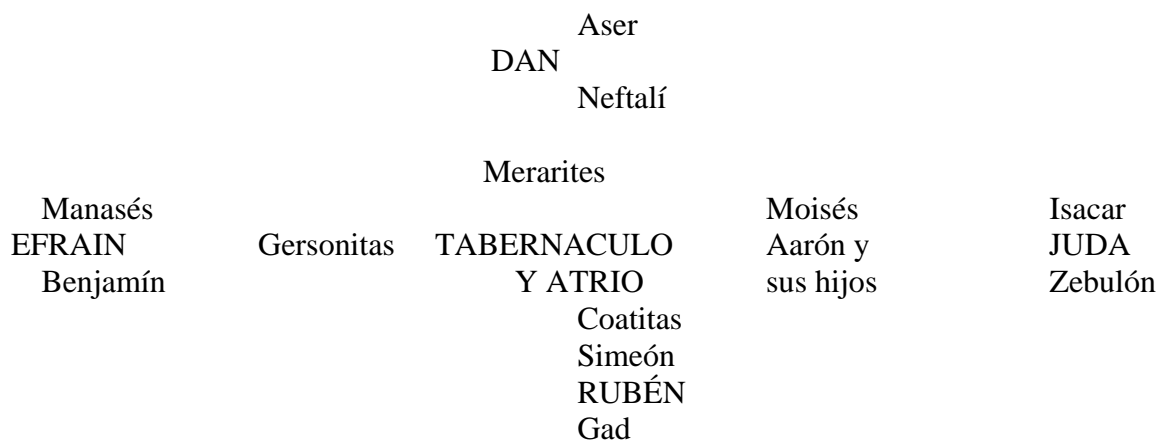 Aser
DAN
Neftalí
Merarites
Manasés Moisés Isacar
EFRAIN Gersonitas TABERNACULO Aarón y JUDA
Benjamín Y ATRIO sus hijos Zebulón
Coatitas
Simeón
RUBÉN
Gad